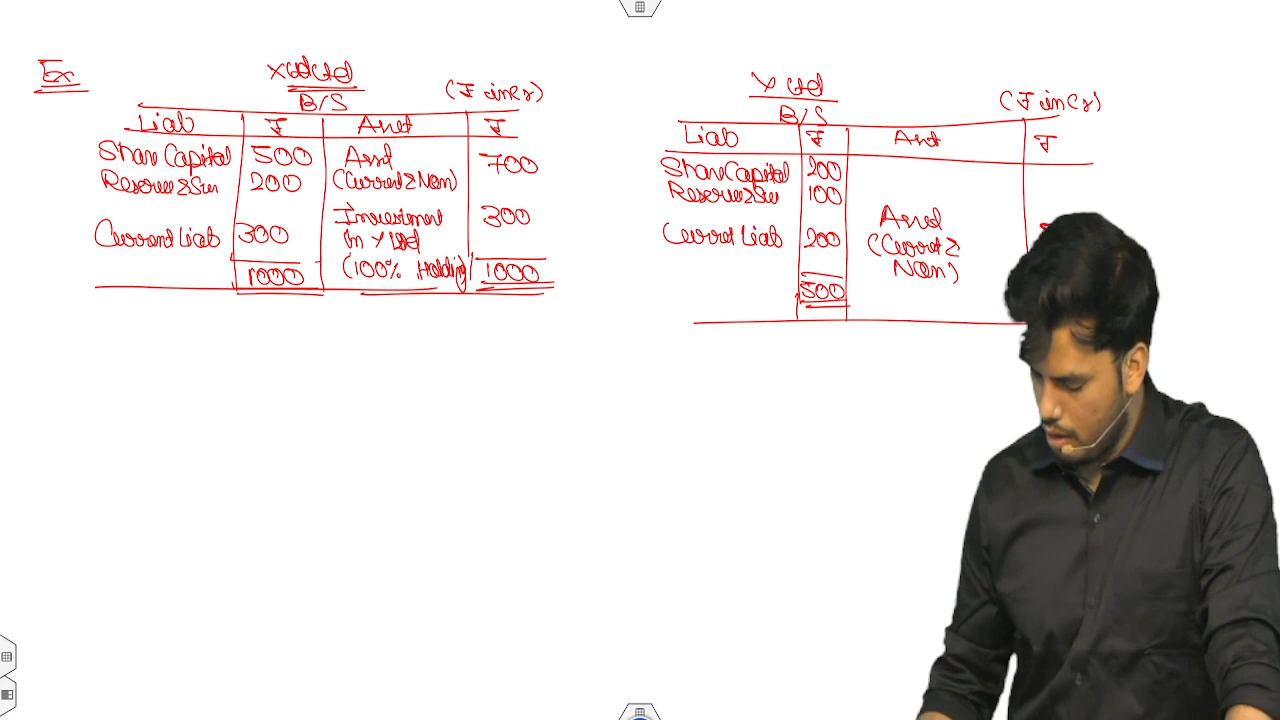 Ex
X Ltd
B/S
(₹ in Cr)
Liab ₹ Asset ₹
Share Capital 500 Asset 700
Reserve & Sur 200 (Current & Non)
Current Liab 300 Investment 300
in Y Ltd
1000 (100% Holding) 1000
Y Ltd
B/S
(₹ in Cr)
Liab ₹ Asset ₹
Share Capital 200
Reserve & Sur 100
Current Liab 200 Asset
(Current &
Non)
500